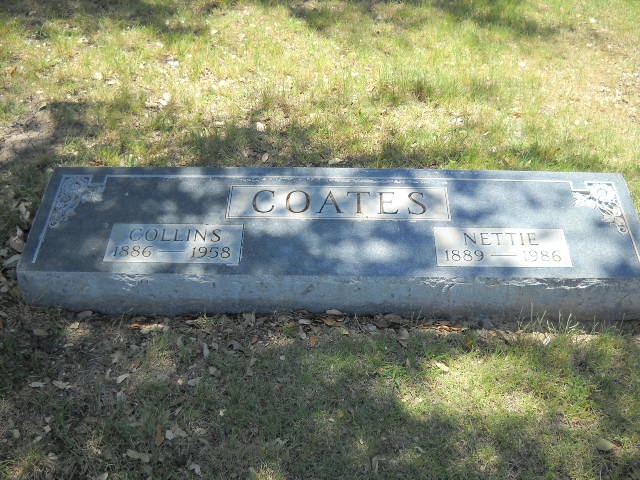 COATES
COLLINS
1886 — 1958
NETTIE
1889 — 1986